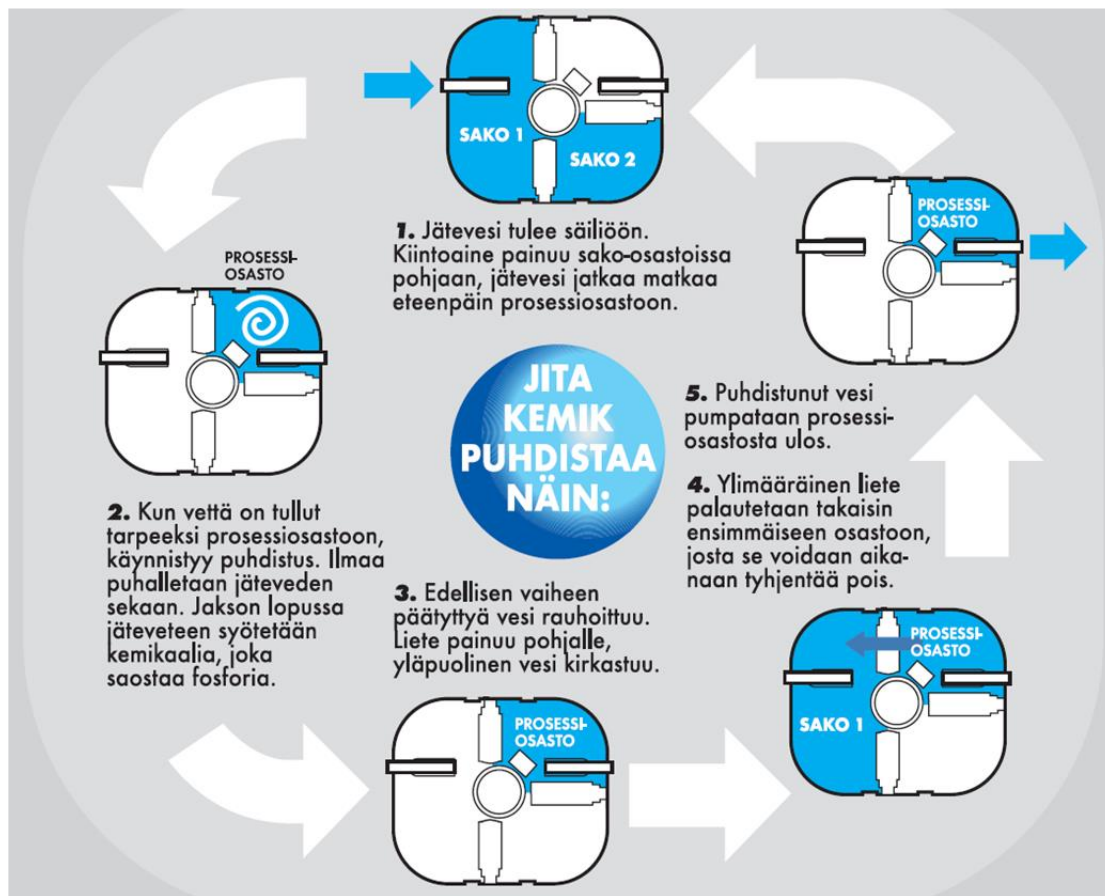 SAKO 1
SAKO 2
1. Jätevesi tulee säiliöön.
Kiintoaine painuu sako-osastoissa
pohjaan, jätevesi jatkaa matkaa
eteenpäin prosessiosastoon.
PROSESSI-
OSASTO
2. Kun vettä on tullut
tarpeeksi prosessiosastoon,
käynnistyy puhdistus. Ilmaa
puhalletaan jäteveden
sekaan. Jakson lopussa
jäteveteen syötetään
kemikaalia, joka
saostaa fosforia.
JITA
KEMIK
PUHDISTAA
NÄIN:
3. Edellisen vaiheen
päätyttyä vesi rauhoittuu.
Liete painuu pohjalle,
yläpuolinen vesi kirkastuu.
PROSESSI-
OSASTO
4. Ylimääräinen liete
palautetaan takaisin
ensimmäiseen osastoon,
josta se voidaan aika-
naan tyhjentää pois.
PROSESSI-
OSASTO
SAKO 1
5. Puhdistunut vesi
pumpataan prosessi-
osastosta ulos.
PROSESSI-
OSASTO